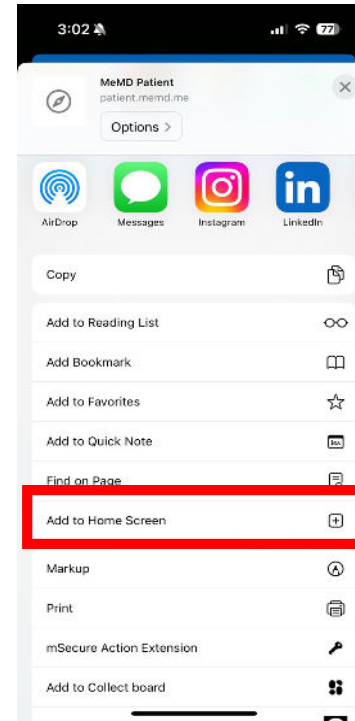 3:02
77
MeMD Patient
patient.memd.me
Options >
in
AirDrop Messages Instagram LinkedIn
Copy
Add to Reading List
Add Bookmark
Add to Favorites
Add to Quick Note
Find on Page
Add to Home Screen
Markup
Print
mSecure Action Extension
Add to Collect board